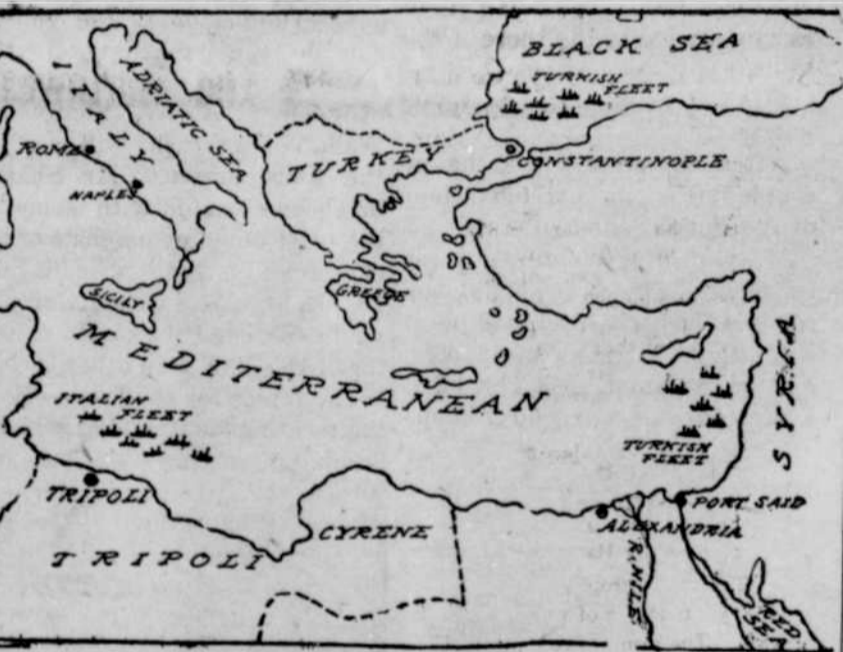 BLACK SEA
TURKISH
FLEET
ITALY
ADRIATIC SEA
TURKEY
ROME
CONSTANTINOPLE
NAPLES
SICILY
GREECE
MEDITERRANEAN
SYRIA
ITALIAN
FLEET
TURKISH
FLEET
TRIPOLI
PORT SAID
CYRENE
ALEXANDRIA
TRIPOLI
R. NILE
RED
SEA